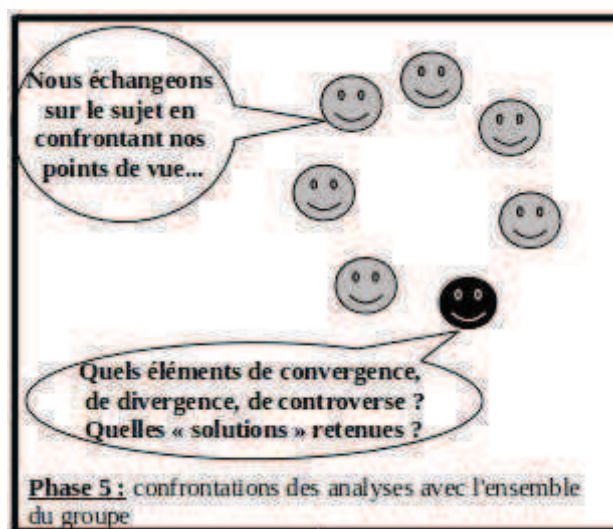 Nous échangeons
sur le sujet en
confrontant nos
points de vue...
Quels éléments de convergence,
de divergence, de controverse ?
Quelles « solutions » retenues ?
Phase 5 : confrontations des analyses avec l'ensemble
du groupe